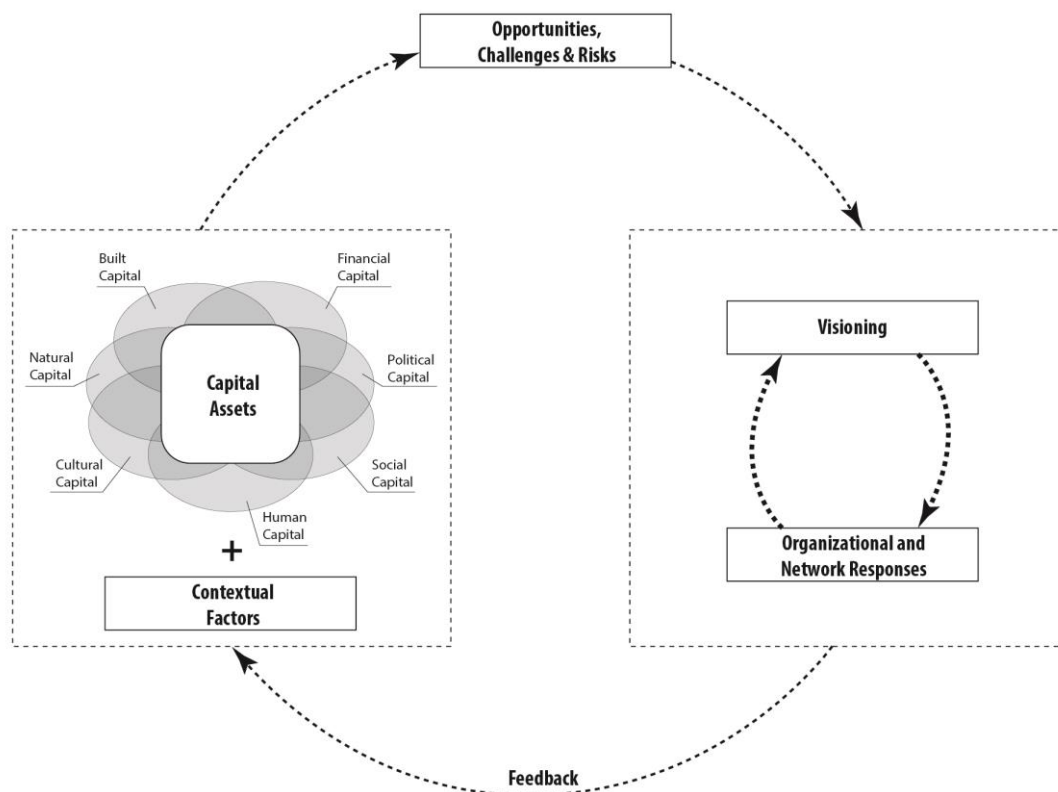 Opportunities,
Challenges & Risks
Built
Capital
Financial
Capital
Natural
Capital
Political
Capital
Capital
Assets
Cultural
Capital
Social
Capital
Human
Capital
+
Contextual
Factors
Visioning
Organizational and
Network Responses
Feedback